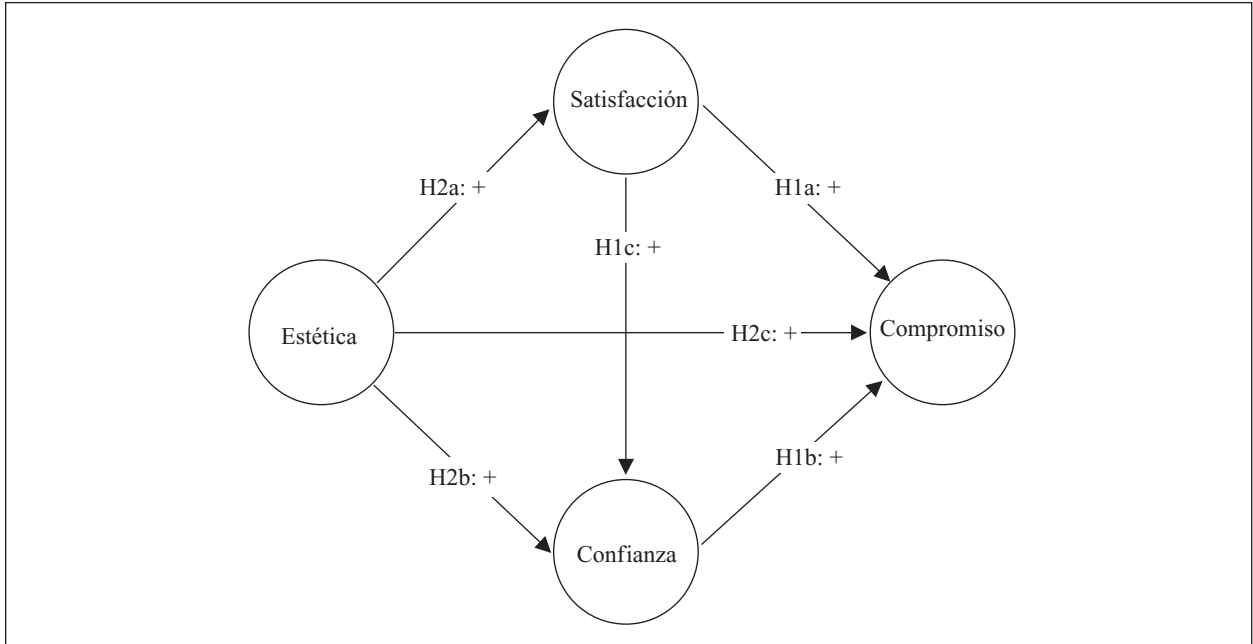 Satisfacción
H2a: +
H1a: +
H1c: +
Estética
H2c: +
Compromiso
H2b: +
H1b: +
Confianza